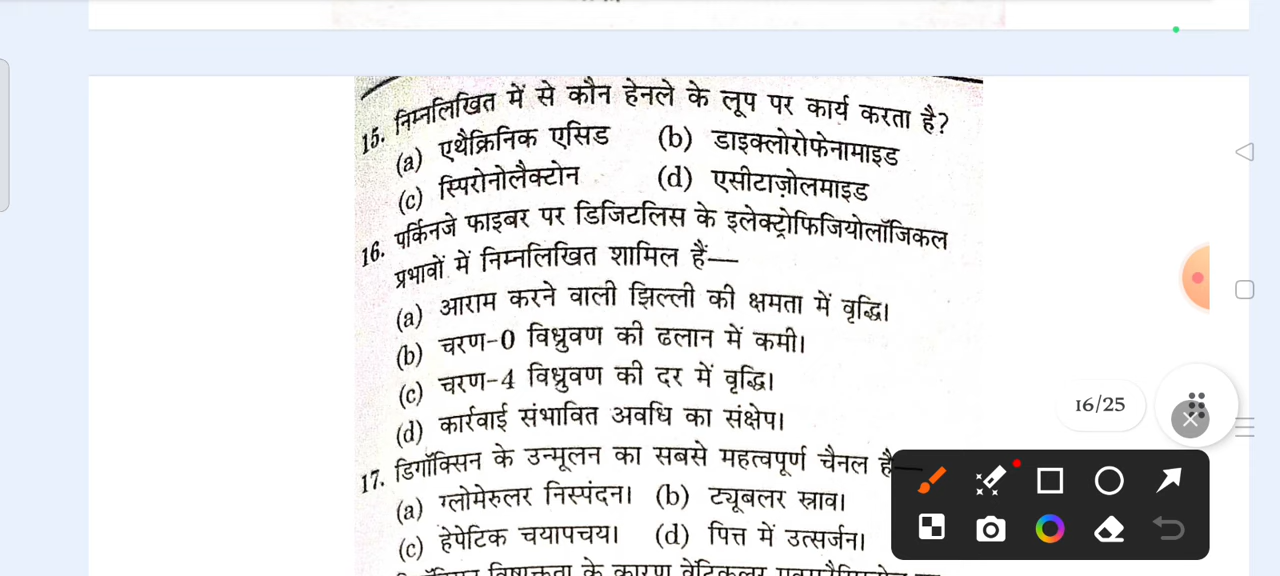 15. निम्नलिखित में से कौन हेनले के लूप पर कार्य करता है?
(a) एथैक्रिनिक एसिड (b) डाइक्लोरोफेनामाइड
(c) स्पिरोनोलैक्टोन (d) एसीटाज़ोलमाइड
16. पर्किनजे फाइबर पर डिजिटलिस के इलेक्ट्रोफिजियोलॉजिकल
प्रभावों में निम्नलिखित शामिल हैं—
(a) आराम करने वाली झिल्ली की क्षमता में वृद्धि।
(b) चरण-0 विध्रुवण की ढलान में कमी।
(c) चरण-4 विध्रुवण की दर में वृद्धि।
(d) कार्रवाई संभावित अवधि का संक्षेप।
16/25
17. डिगॉक्सिन के उन्मूलन का सबसे महत्वपूर्ण चैनल है—
(a) ग्लोमेरुलर निस्पंदन। (b) ट्यूबलर स्त्राव।
(c) हेपेटिक चयापचय। (d) पित्त में उत्सर्जन।